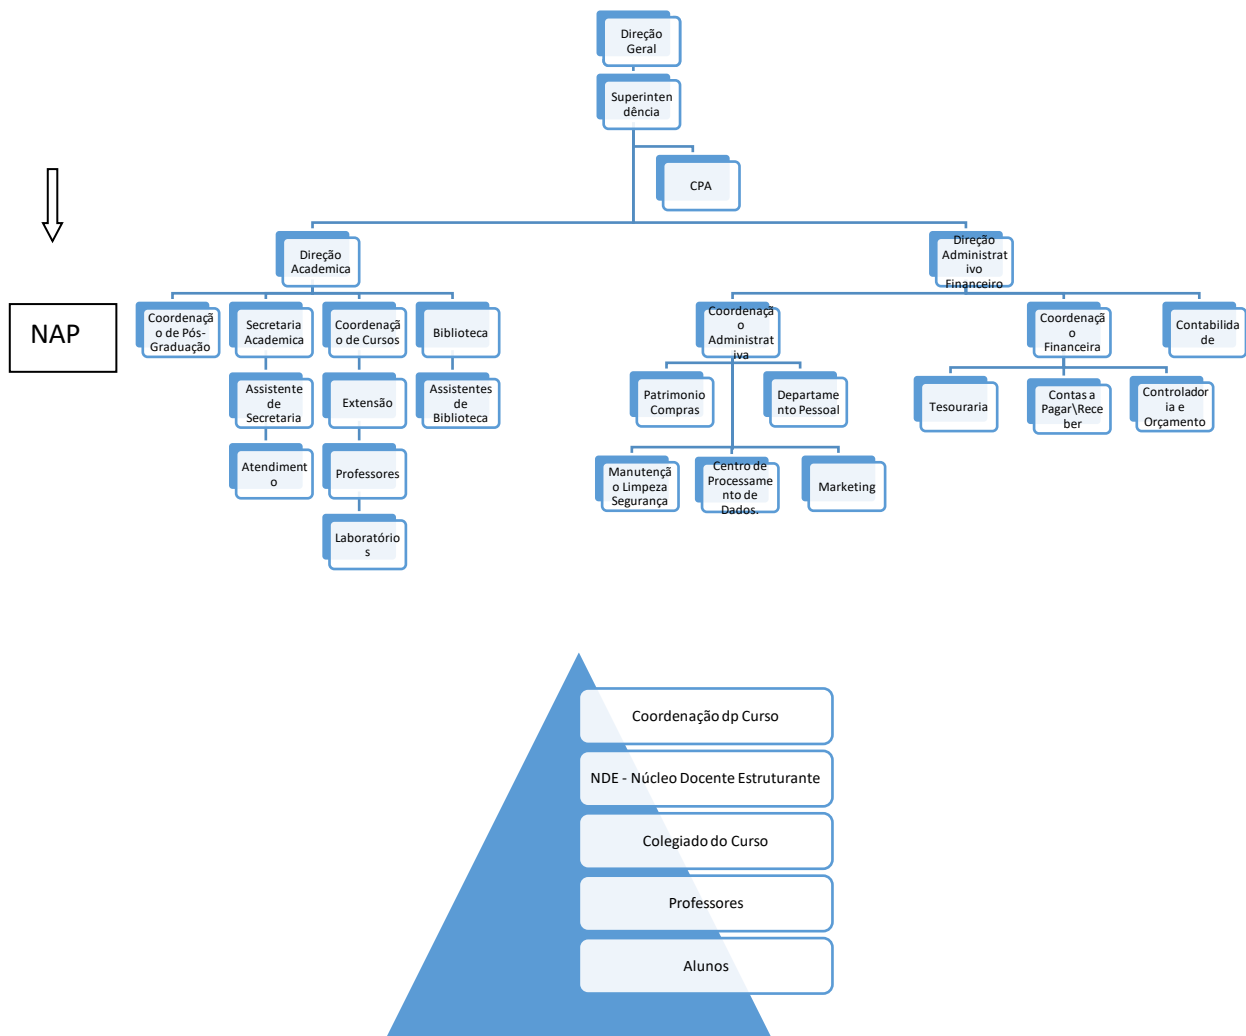 Direção
Geral
Superinten
dência
CPA
Direção
Academica
Direção
Administrat
ivo
Financeiro
NAP
Coordenaçã
o de Pós-
Graduação
Secretaria
Academica
Coordenaçã
o de Cursos
Biblioteca
Coordenaçã
o
Administrat
iva
Coordenaçã
o
Financeira
Contabilida
de
Assistente
de
Secretaria
Extensão
Assistentes
de
Biblioteca
Patrimonio
Compras
Departame
nto Pessoal
Tesouraria
Contas a
Pagar\Rece
ber
Controlador
ia e
Orçamento
Atendiment
o
Professores
Manutençã
o Limpeza
Segurança
Centro de
Processame
nto de
Dados.
Marketing
Laboratório
s
Coordenação dp Curso
NDE - Núcleo Docente Estruturante
Colegiado do Curso
Professores
Alunos